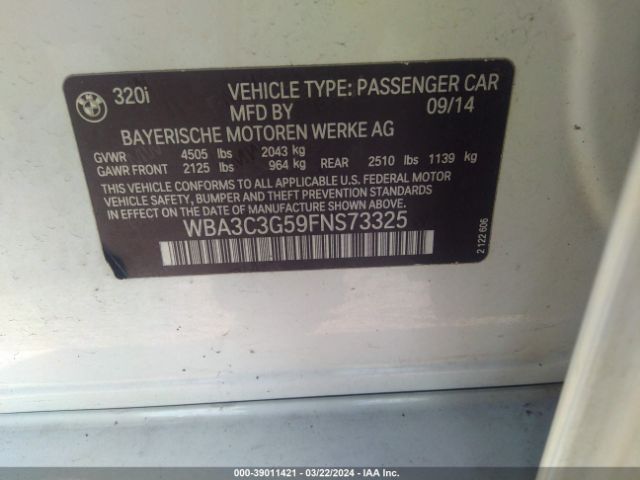 320i
VEHICLE TYPE: PASSENGER CAR
MFD BY 09/14
BAYERISCHE MOTOREN WERKE AG
GVWR 4505 lbs 2043 kg
GAWR FRONT 2125 lbs 964 kg REAR 2510 lbs 1139 kg
THIS VEHICLE CONFORMS TO ALL APPLICABLE U.S. FEDERAL MOTOR
VEHICLE SAFETY, BUMPER, AND THEFT PREVENTION STANDARDS
IN EFFECT ON THE DATE OF MANUFACTURE SHOWN ABOVE.
WBA3C3G59FNS73325
2 122 606
000-39011421 - 03/22/2024 - IAA Inc.